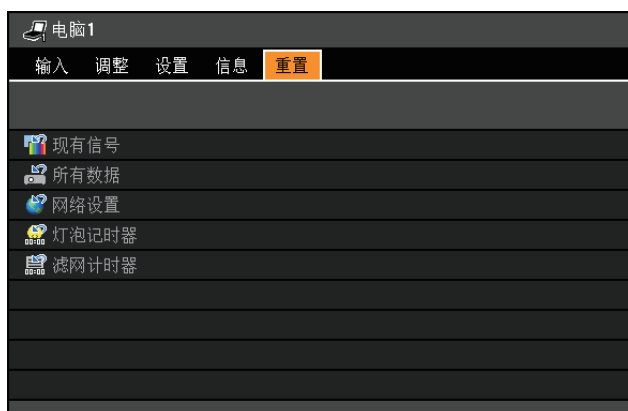 电脑1
输入 调整 设置 信息 重置
现有信号
所有数据
网络设置
灯泡记时器
滤网计时器